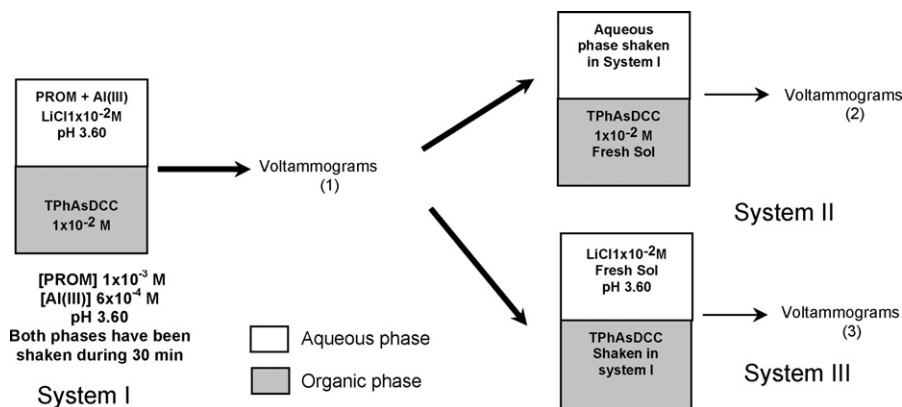 PROM + Al(III)
LiCl1x10⁻²M
pH 3.60
TPhAsDCC
1x10⁻² M
[PROM] 1x10⁻³ M
[Al(III)] 6x10⁻⁴ M
pH 3.60
Both phases have been
shaken during 30 min
System I
Voltammograms
(1)
Aqueous phase
Organic phase
Aqueous
phase shaken
in System I
TPhAsDCC
1x10⁻² M
Fresh Sol
Voltammograms
(2)
System II
LiCl1x10⁻²M
Fresh Sol
pH 3.60
TPhAsDCC
Shaken in
system I
Voltammograms
(3)
System III